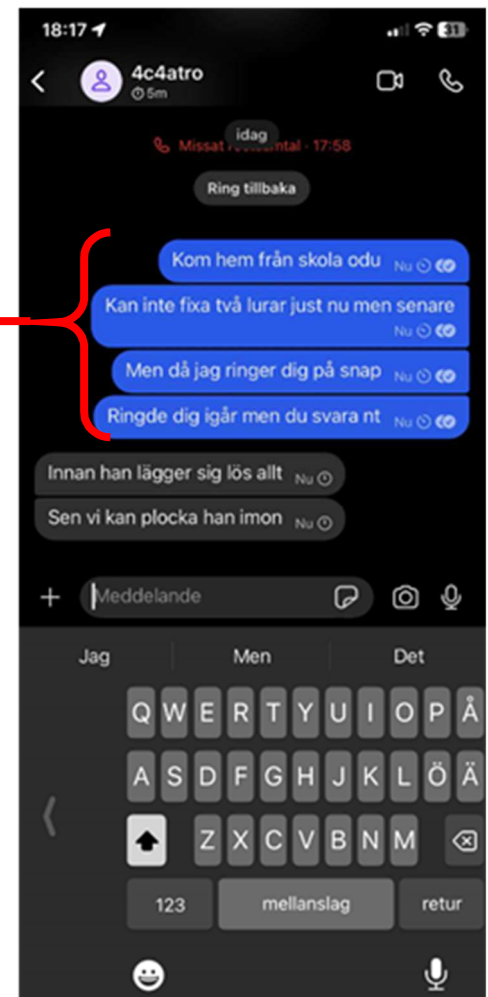 18:17
31
4c4atro
5m
idag
Missat samtal · 17:58
Ring tillbaka
Kom hem från skola odu Nu
Kan inte fixa två lurar just nu men senare
Nu
Men då jag ringer dig på snap Nu
Ringde dig igår men du svara nt Nu
Innan han lägger sig lös allt Nu
Sen vi kan plocka han imon Nu
Meddelande
Jag Men Det
Q W E R T Y U I O P Å
A S D F G H J K L Ö Ä
Z X C V B N M
123 mellanslag retur